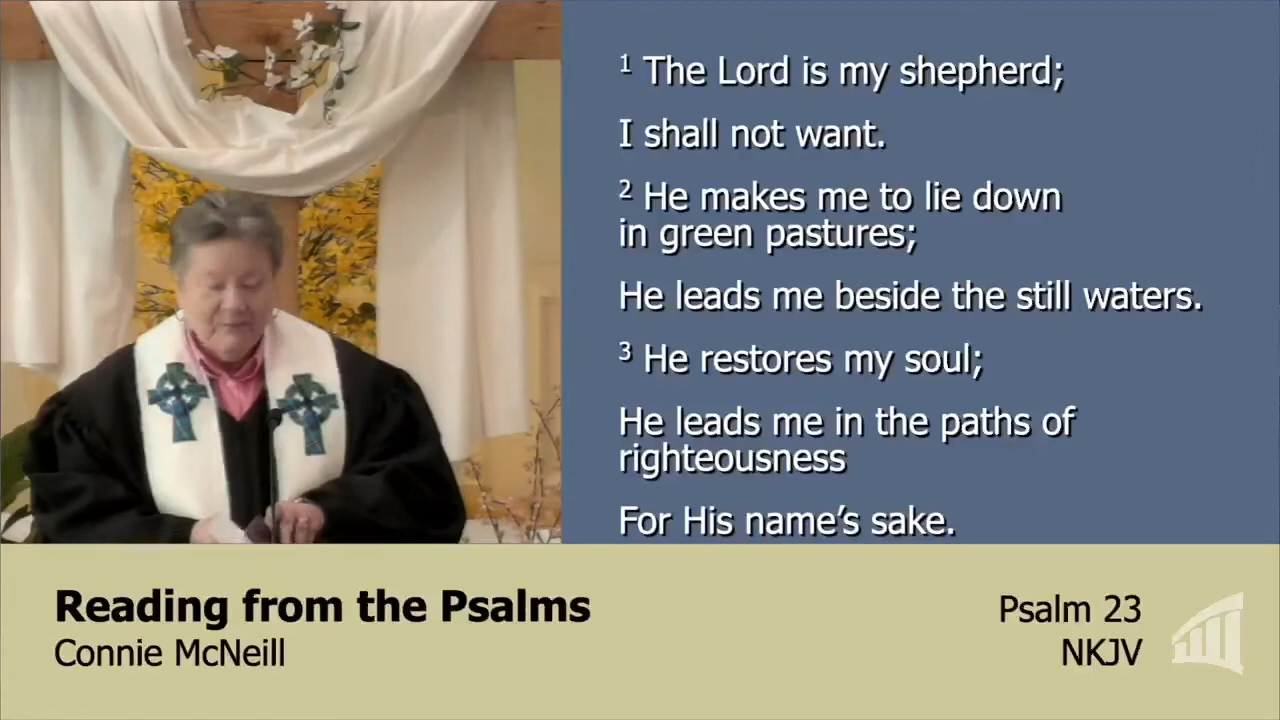 ¹ The Lord is my shepherd;
I shall not want.
² He makes me to lie down
in green pastures;
He leads me beside the still waters.
³ He restores my soul;
He leads me in the paths of
righteousness
For His name’s sake.
Reading from the Psalms
Connie McNeill
Psalm 23
NKJV